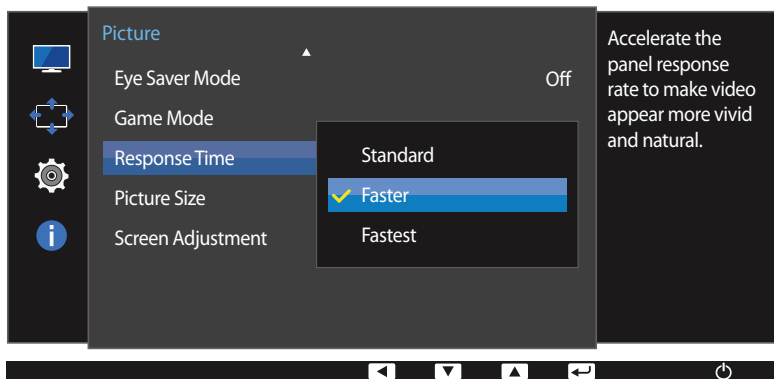 Picture
Eye Saver Mode Off
Game Mode
Response Time
Picture Size
Screen Adjustment
Standard
Faster
Fastest
Accelerate the
panel response
rate to make video
appear more vivid
and natural.